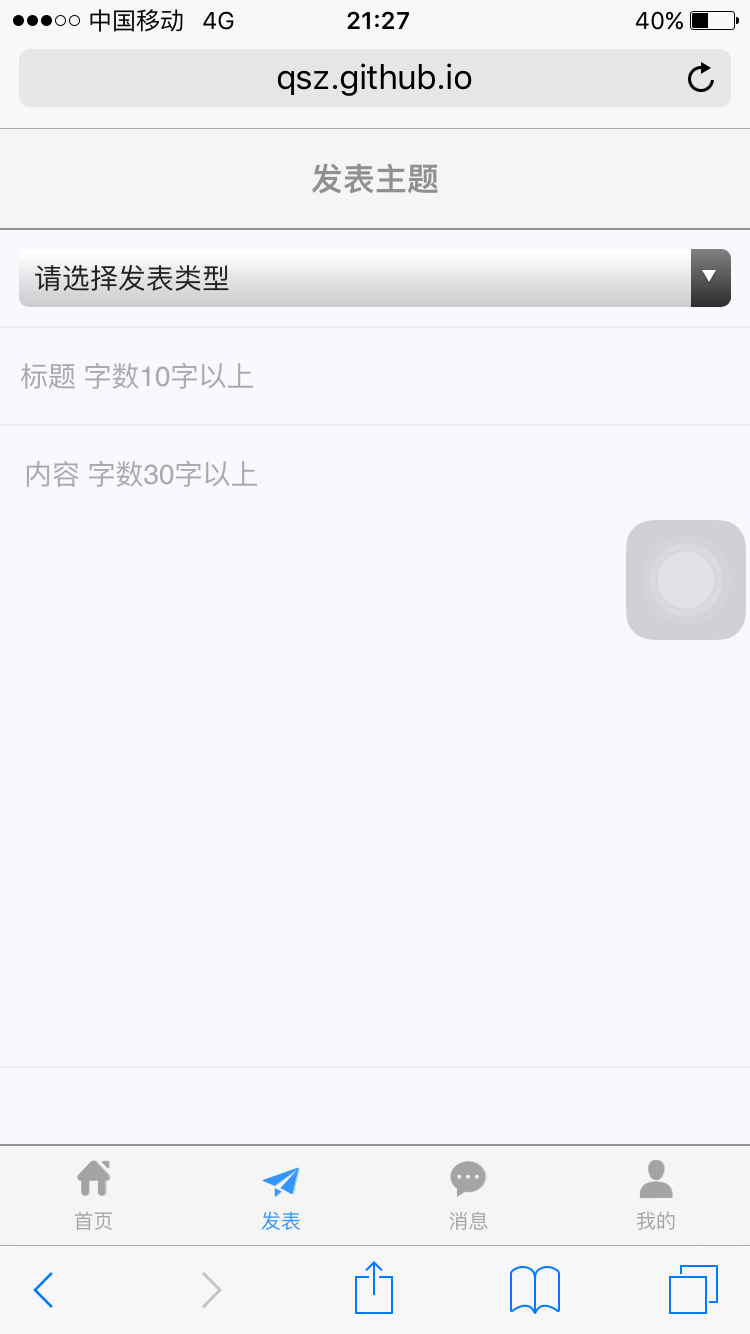 中国移动 4G 21:27 40%
qsz.github.io
发表主题
请选择发表类型
标题 字数10字以上
内容 字数30字以上
首页 发表 消息 我的